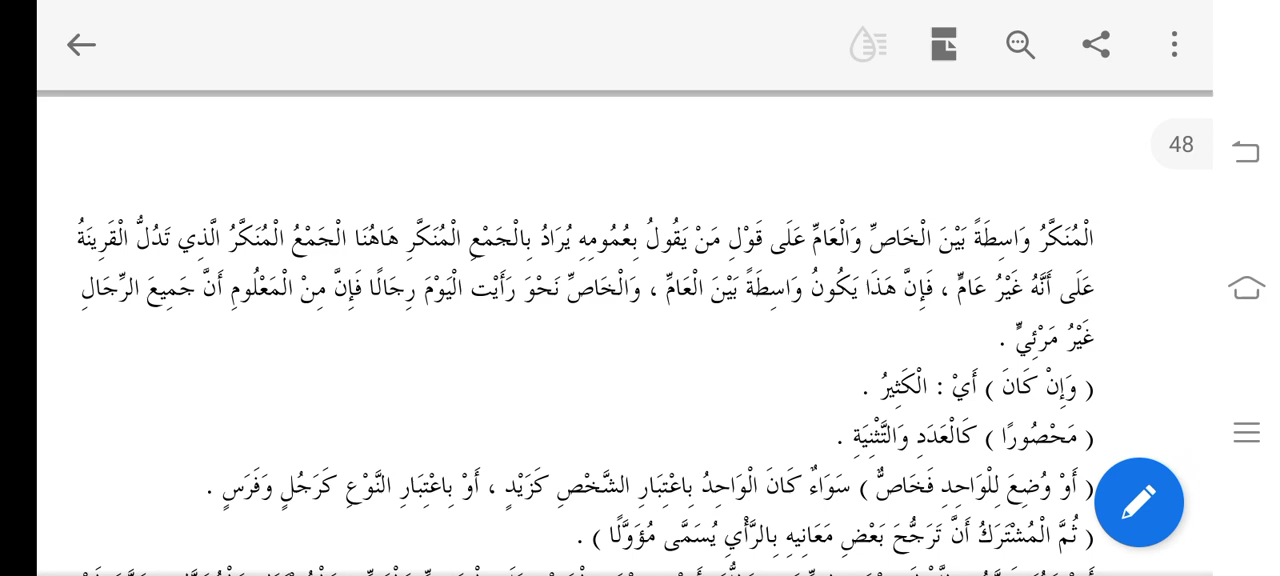 48
الْمُنَكَّرُ وَاسِطَةً بَيْنَ الْخَاصِّ وَالْعَامِّ عَلَى قَوْلِ مَنْ يَقُولُ بِعُمُومِهِ يُرَادُ بِالْجَمْعِ الْمُنَكَّرِ هَاهُنَا الْجَمْعُ الْمُنَكَّرُ الَّذِي تَدُلُّ الْقَرِينَةُ
عَلَى أَنَّهُ غَيْرُ عَامٍّ ، فَإِنَّ هَذَا يَكُونُ وَاسِطَةً بَيْنَ الْعَامِّ ، وَالْخَاصِّ نَحْوَ رَأَيْت الْيَوْمَ رِجَالًا فَإِنَّ مِنْ الْمَعْلُومِ أَنَّ جَمِيعَ الرِّجَالِ
غَيْرُ مَرْئِيٍّ .
( وَإِنْ كَانَ ) أَيْ : الْكَثِيرُ .
( مَحْصُورًا ) كَالْعَدَدِ وَالتَّثْنِيَةِ .
( أَوْ وُضِعَ لِلْوَاحِدِ فَخَاصٌّ ) سَوَاءٌ كَانَ الْوَاحِدُ بِاعْتِبَارِ الشَّخْصِ كَزَيْدٍ ، أَوْ بِاعْتِبَارِ النَّوْعِ كَرَجُلٍ وَفَرَسٍ .
( ثُمَّ الْمُشْتَرَكُ أَنَّ تَرَجُّحَ بَعْضِ مَعَانِيهِ بِالرَّأْيِ يُسَمَّى مُؤَوَّلًا ) .